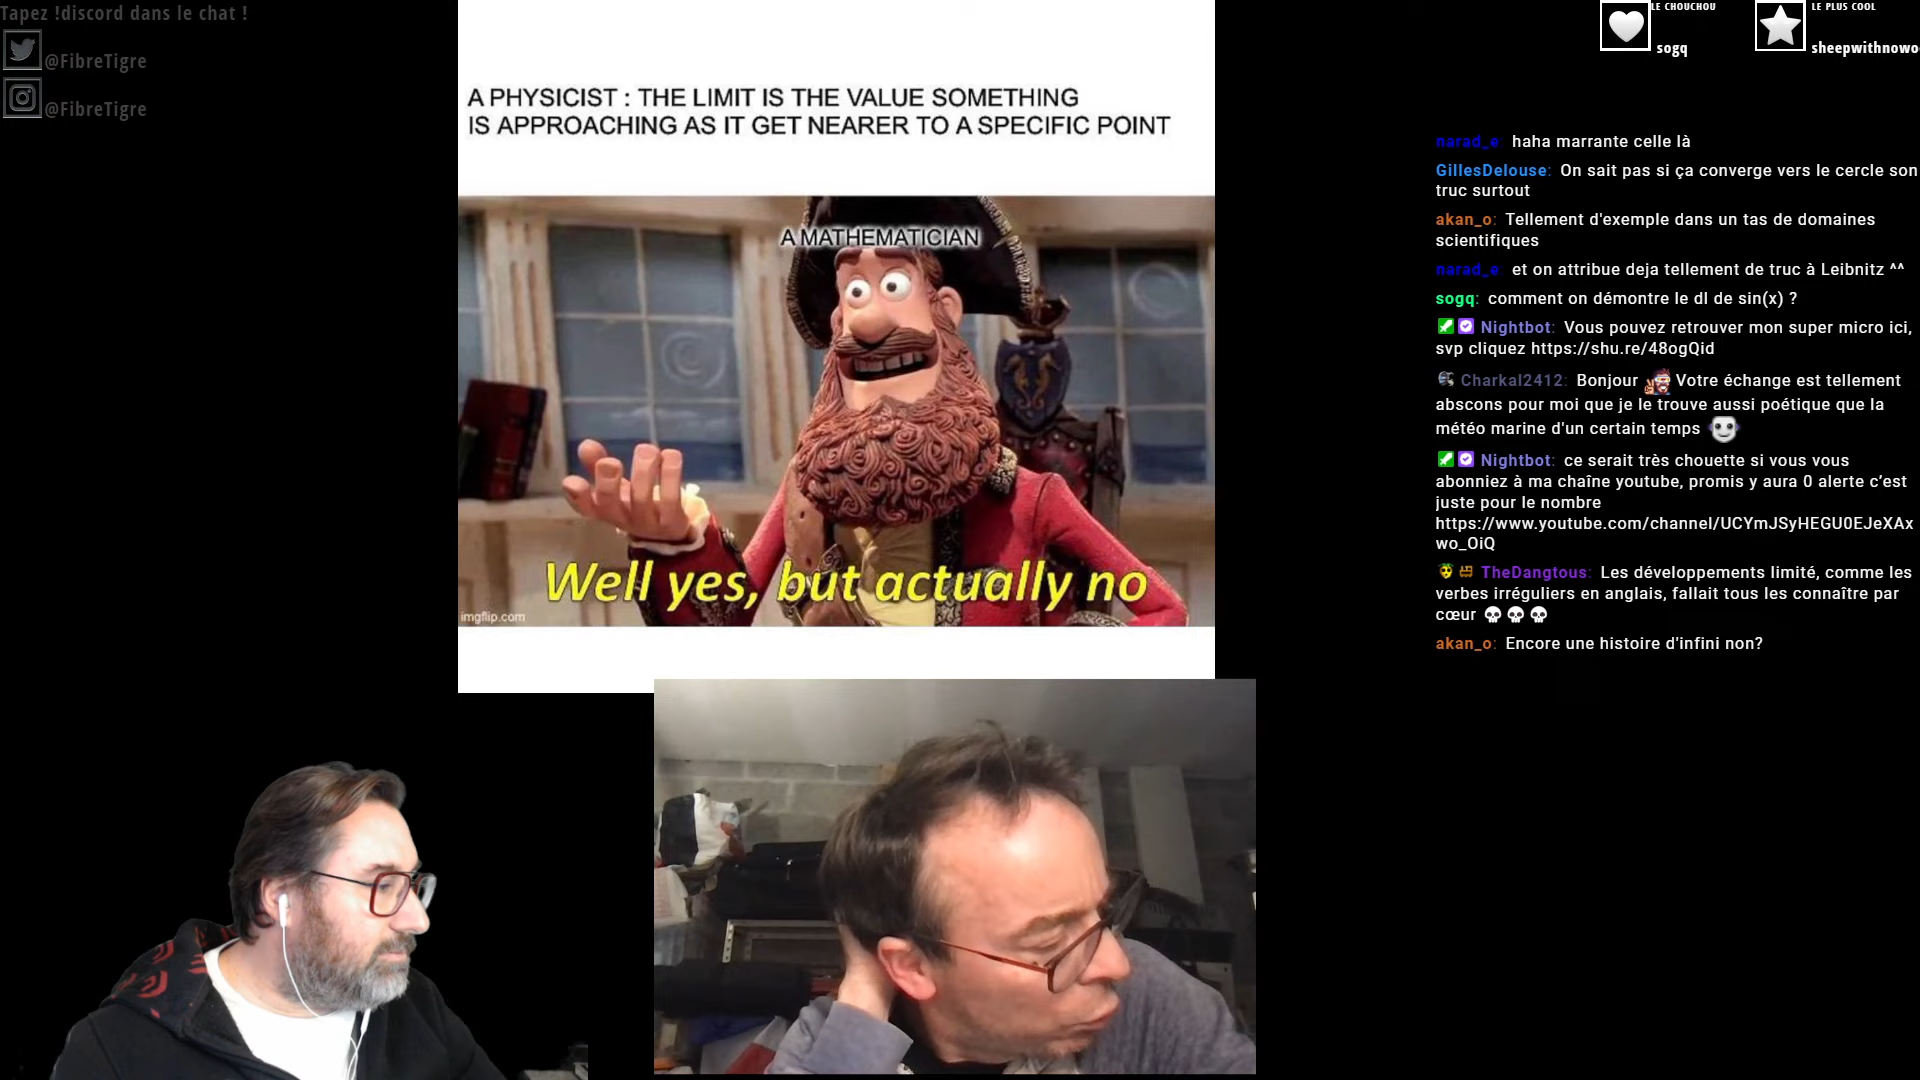 Tapez !discord dans le chat !
@FibreTigre
@FibreTigre
A PHYSICIST : THE LIMIT IS THE VALUE SOMETHING
IS APPROACHING AS IT GET NEARER TO A SPECIFIC POINT
A MATHEMATICIAN
Well yes, but actually no
imgflip.com
LE CHOUCHOU
sogq
LE PLUS COOL
sheepwithnowo
narad_e: haha marrante celle là
GillesDelouse: On sait pas si ça converge vers le cercle son
truc surtout
akan_o: Tellement d'exemple dans un tas de domaines
scientifiques
narad_e: et on attribue deja tellement de truc à Leibnitz ^^
sogq: comment on démontre le dl de sin(x) ?
Nightbot: Vous pouvez retrouver mon super micro ici,
svp cliquez https://shu.re/48ogQid
Charkal2412: Bonjour Votre échange est tellement
abscons pour moi que je le trouve aussi poétique que la
météo marine d'un certain temps
Nightbot: ce serait très chouette si vous vous
abonniez à ma chaîne youtube, promis y aura 0 alerte c’est
juste pour le nombre
https://www.youtube.com/channel/UCYmJSyHEGU0EJeXAx
wo_OiQ
TheDangtous: Les développements limité, comme les
verbes irréguliers en anglais, fallait tous les connaître par
cœur 💀💀💀
akan_o: Encore une histoire d'infini non?